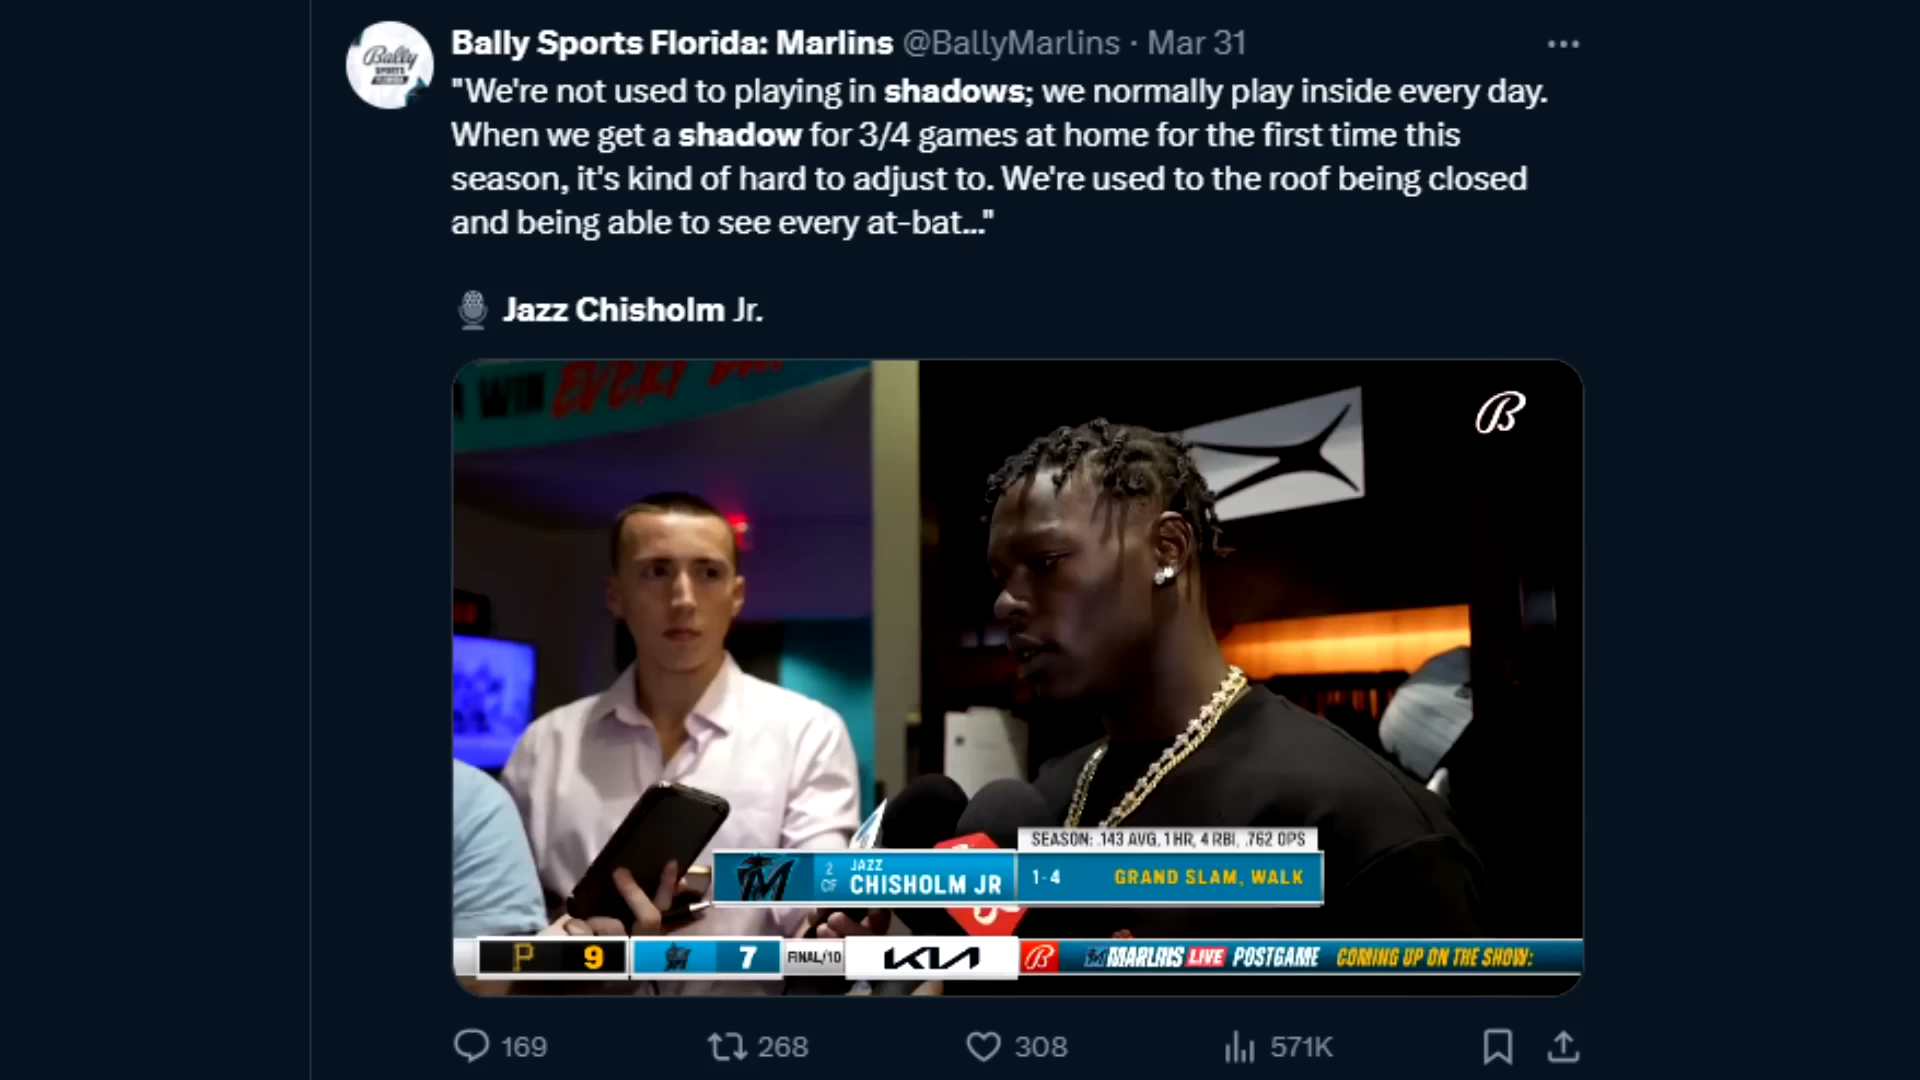 Bally Sports Florida: Marlins @BallyMarlins · Mar 31
"We're not used to playing in shadows; we normally play inside every day.
When we get a shadow for 3/4 games at home for the first time this
season, it's kind of hard to adjust to. We're used to the roof being closed
and being able to see every at-bat..."
Jazz Chisholm Jr.
Bally
SPORTS
WIN EVERY
B
SEASON: .143 AVG, 1 HR, 4 RBI, .762 OPS
M 2 CF JAZZ CHISHOLM JR 1-4 GRAND SLAM, WALK
P 9 M 7 FINAL/10 KIA B MARLINS LIVE POSTGAME COMING UP ON THE SHOW:
169 268 308 571K